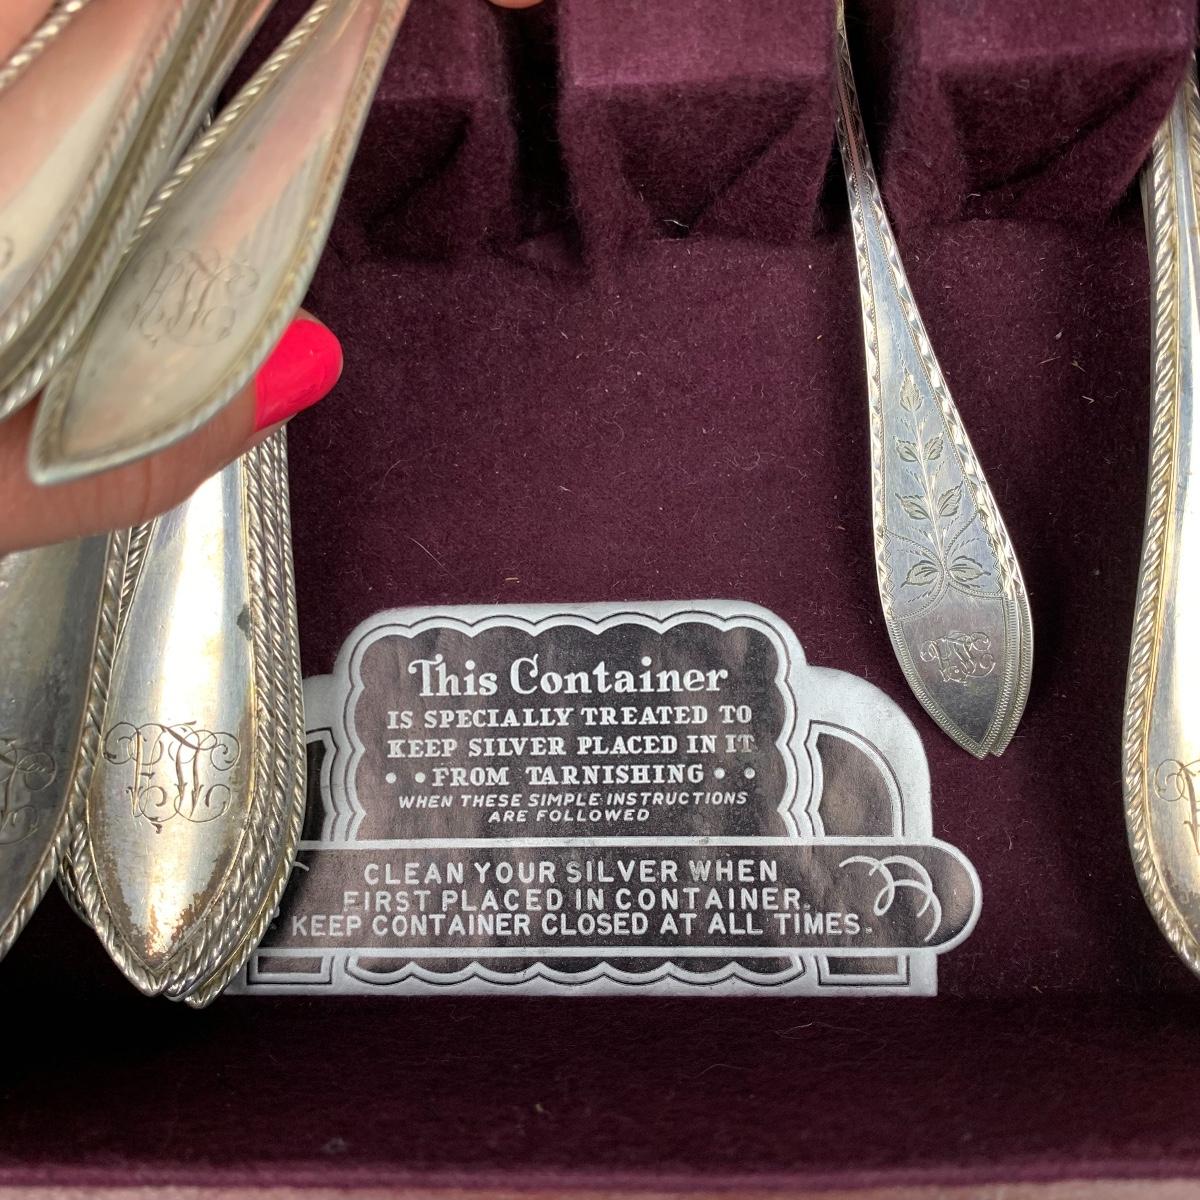 This Container
IS SPECIALLY TREATED TO
KEEP SILVER PLACED IN IT
• • FROM TARNISHING • •
WHEN THESE SIMPLE INSTRUCTIONS
ARE FOLLOWED
CLEAN YOUR SILVER WHEN
FIRST PLACED IN CONTAINER.
KEEP CONTAINER CLOSED AT ALL TIMES.